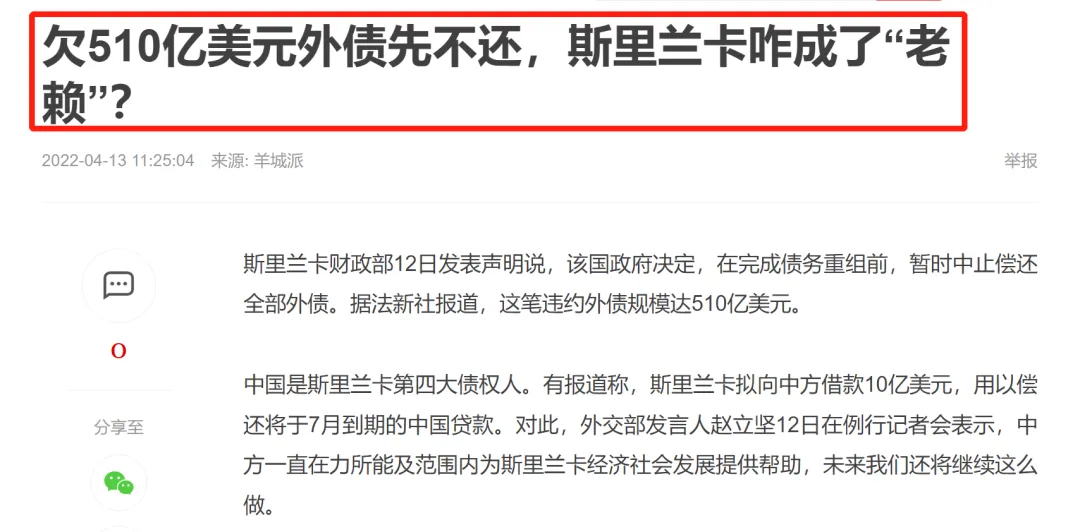 欠510亿美元外债先不还，斯里兰卡咋成了“老
赖”？
2022-04-13 11:25:04 来源: 羊城派
举报
斯里兰卡财政部12日发表声明说，该国政府决定，在完成债务重组前，暂时中止偿还
全部外债。据法新社报道，这笔违约外债规模达510亿美元。
0
中国是斯里兰卡第四大债权人。有报道称，斯里兰卡拟向中方借款10亿美元，用以偿
还将于7月到期的中国贷款。对此，外交部发言人赵立坚12日在例行记者会表示，中
方一直在力所能及范围内为斯里兰卡经济社会发展提供帮助，未来我们还将继续这么
做。
分享至